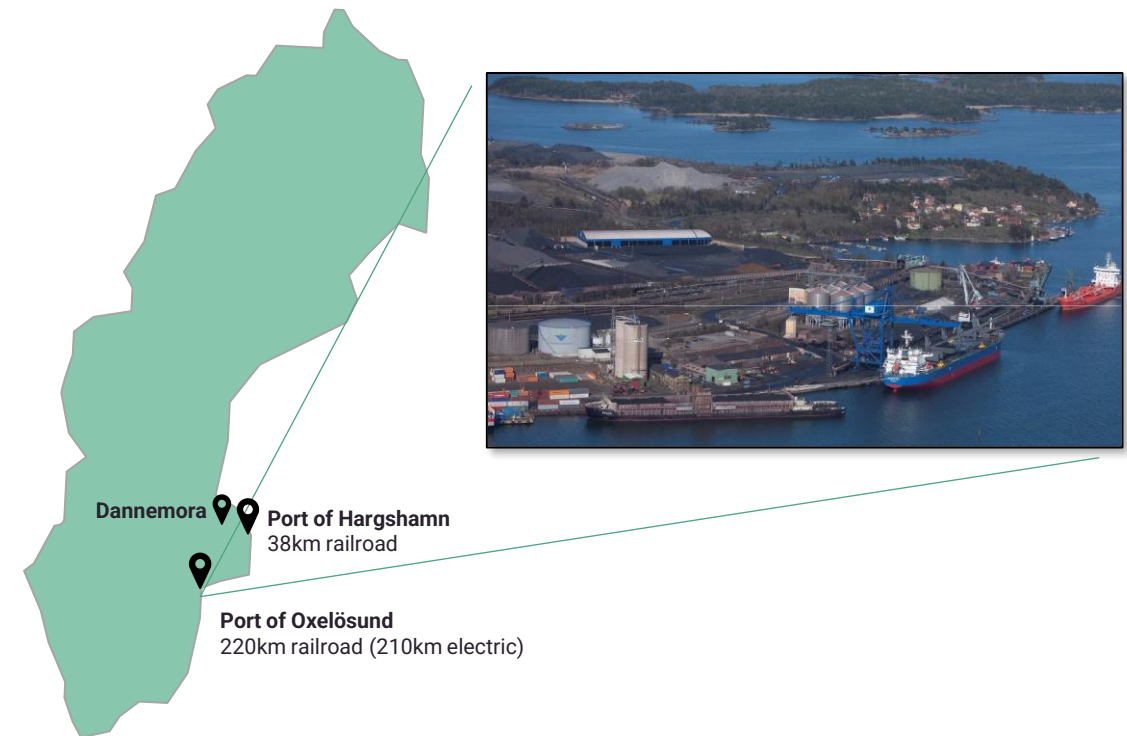 Dannemora
Port of Hargshamn
38km railroad
Port of Oxelösund
220km railroad (210km electric)